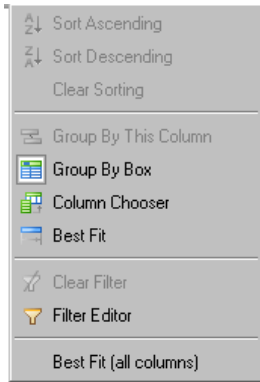 Sort Ascending
Sort Descending
Clear Sorting
Group By This Column
Group By Box
Column Chooser
Best Fit
Clear Filter
Filter Editor
Best Fit (all columns)